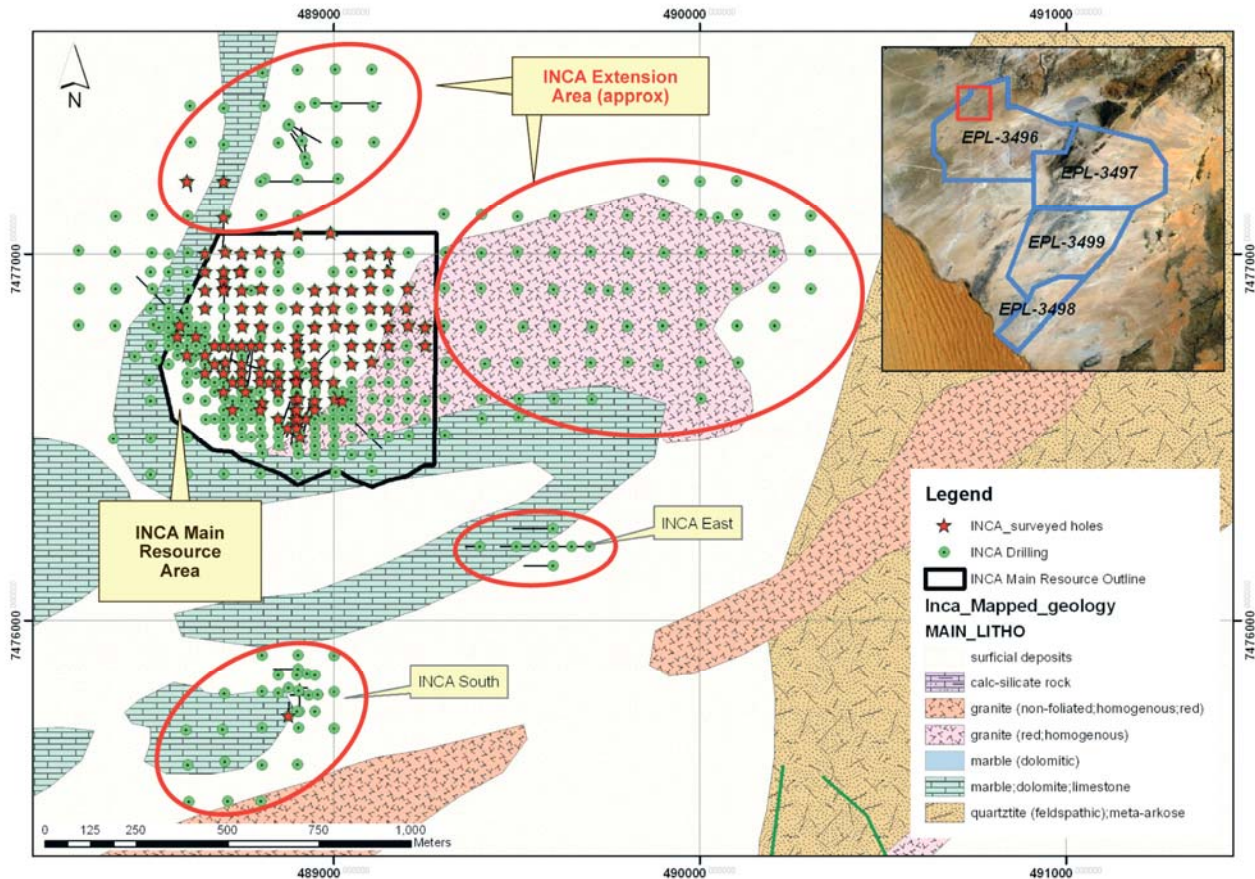 489000
490000
491000
N
INCA Extension
Area (approx)
EPL-3496
EPL-3497
EPL-3499
EPL-3498
7477000
7477000
INCA Main
Resource
Area
INCA East
INCA South
7476000
7476000
Legend
INCA_surveyed holes
INCA Drilling
INCA Main Resource Outline
Inca_Mapped_geology
MAIN_LITHO
surficial deposits
calc-silicate rock
granite (non-foliated;homogenous;red)
granite (red;homogenous)
marble (dolomitic)
marble;dolomite;limestone
quartztite (feldspathic);meta-arkose
0 125 250 500 750 1,000
Meters
489000
490000
491000